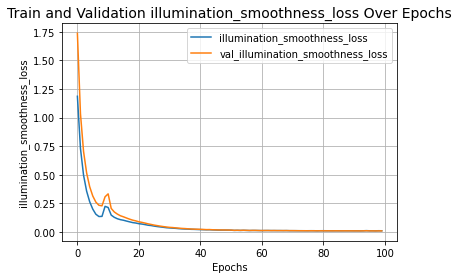 Train and Validation illumination_smoothness_loss Over Epochs
illumination_smoothness_loss
val_illumination_smoothness_loss
illumination_smoothness_loss
1.75
1.50
1.25
1.00
0.75
0.50
0.25
0.00
0 20 40 60 80 100
Epochs